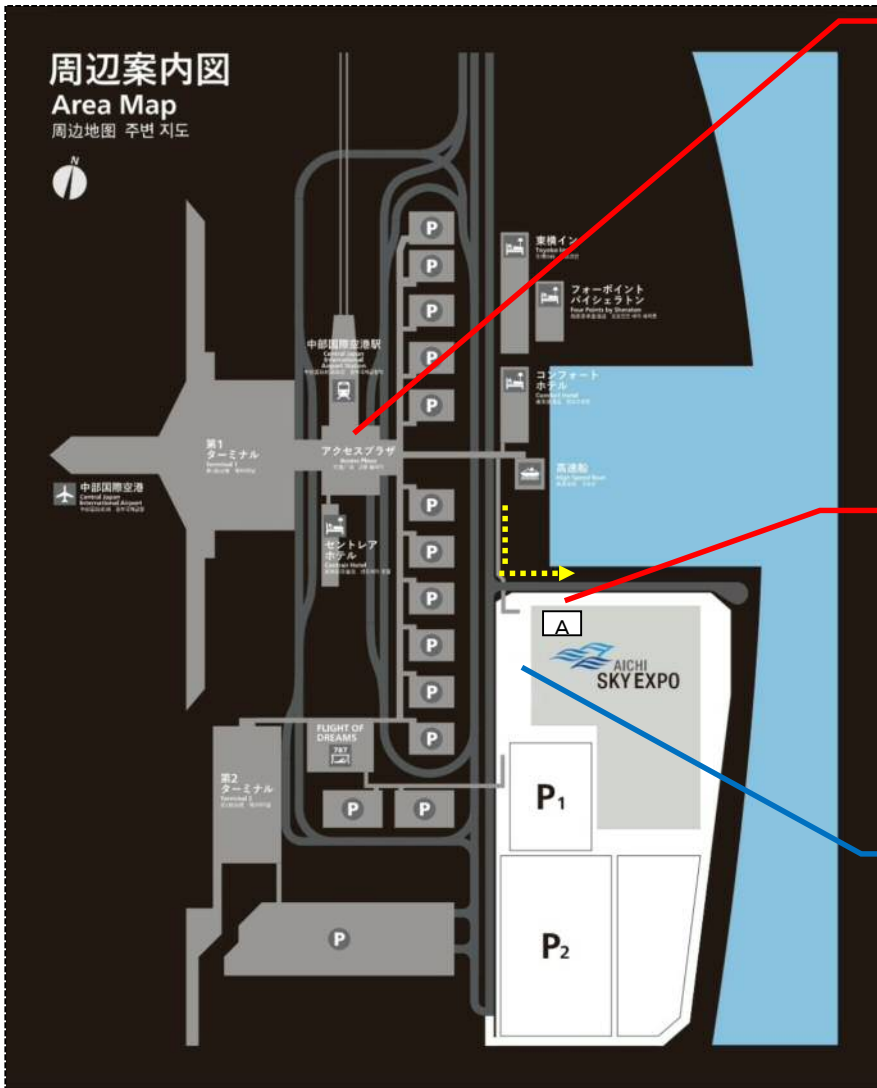 周辺案内図
Area Map
周边地图 주변 지도
N
P
P
P
P
P
東横イン
フォーポイント
バイシェラトン
Four Points by Sheraton
中部国際空港駅
Central Japan
International
Airport Station
コンフォート
ホテル
Comfort Hotel
第1
ターミナル
Terminal 1
アクセスプラザ
Access Plaza
高速船
High Speed Boat
中部国際空港
Central Japan
International Airport
セントレア
ホテル
Centrair Hotel
P
P
P
P
P
P
A
AICHI
SKY EXPO
FLIGHT OF
DREAMS
787
第2
ターミナル
Terminal 2
P
P
P1
P
P2